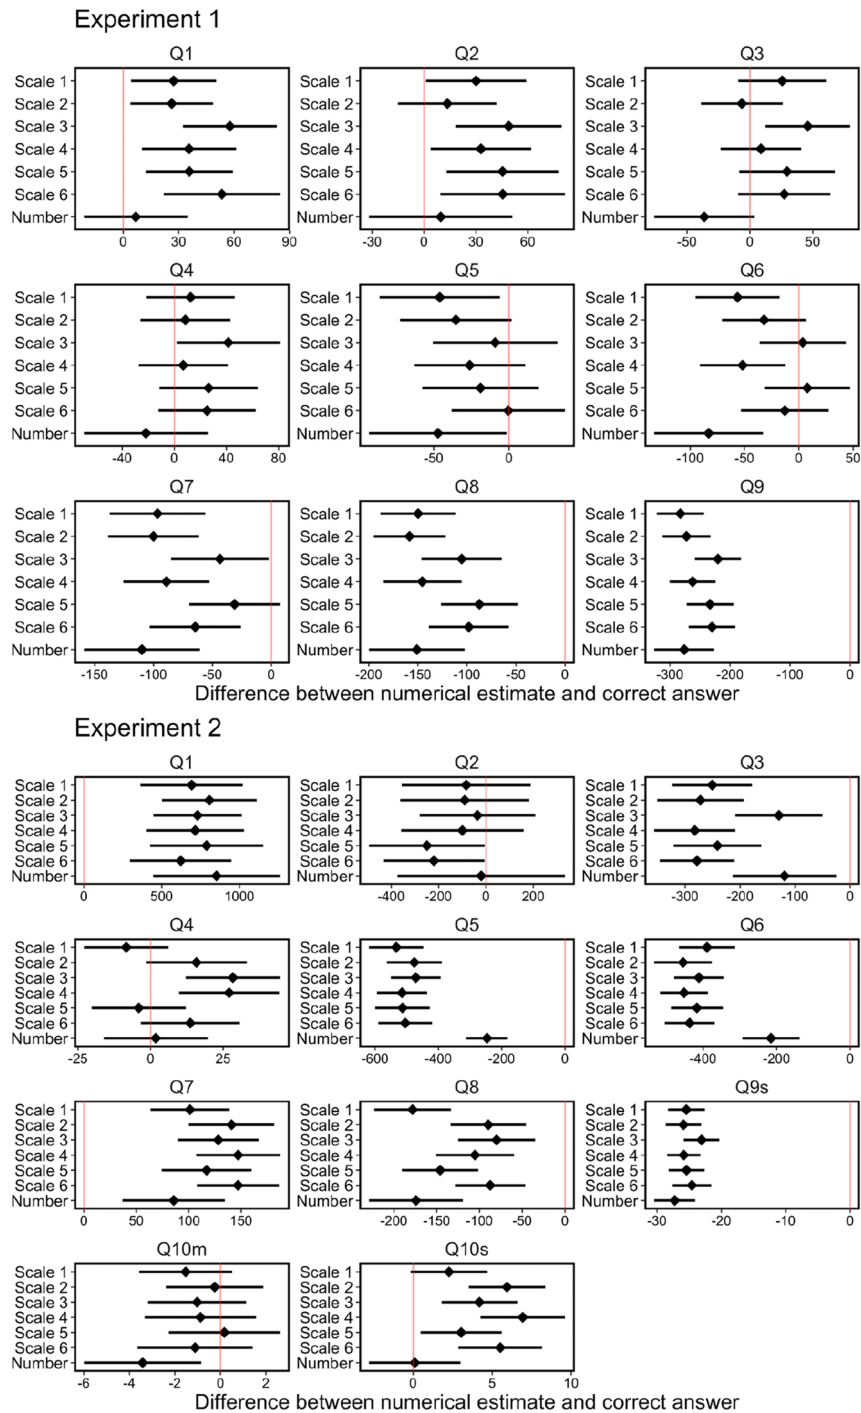 Experiment 1
Q1
Q2
Q3
Scale 1
Scale 2
Scale 3
Scale 4
Scale 5
Scale 6
Number
0 30 60 90
Scale 1
Scale 2
Scale 3
Scale 4
Scale 5
Scale 6
Number
-30 0 30 60
Scale 1
Scale 2
Scale 3
Scale 4
Scale 5
Scale 6
Number
-50 0 50
Q4
Q5
Q6
Scale 1
Scale 2
Scale 3
Scale 4
Scale 5
Scale 6
Number
-40 0 40 80
Scale 1
Scale 2
Scale 3
Scale 4
Scale 5
Scale 6
Number
-50 0
Scale 1
Scale 2
Scale 3
Scale 4
Scale 5
Scale 6
Number
-100 -50 0 50
Q7
Q8
Q9
Scale 1
Scale 2
Scale 3
Scale 4
Scale 5
Scale 6
Number
-150 -100 -50 0
Scale 1
Scale 2
Scale 3
Scale 4
Scale 5
Scale 6
Number
-200 -150 -100 -50 0
Scale 1
Scale 2
Scale 3
Scale 4
Scale 5
Scale 6
Number
-300 -200 -100 0
Difference between numerical estimate and correct answer
Experiment 2
Q1
Q2
Q3
Scale 1
Scale 2
Scale 3
Scale 4
Scale 5
Scale 6
Number
0 500 1000
Scale 1
Scale 2
Scale 3
Scale 4
Scale 5
Scale 6
Number
-400 -200 0 200
Scale 1
Scale 2
Scale 3
Scale 4
Scale 5
Scale 6
Number
-300 -200 -100 0
Q4
Q5
Q6
Scale 1
Scale 2
Scale 3
Scale 4
Scale 5
Scale 6
Number
-25 0 25
Scale 1
Scale 2
Scale 3
Scale 4
Scale 5
Scale 6
Number
-600 -400 -200 0
Scale 1
Scale 2
Scale 3
Scale 4
Scale 5
Scale 6
Number
-400 -200 0
Q7
Q8
Q9s
Scale 1
Scale 2
Scale 3
Scale 4
Scale 5
Scale 6
Number
0 50 100 150
Scale 1
Scale 2
Scale 3
Scale 4
Scale 5
Scale 6
Number
-200 -150 -100 -50 0
Scale 1
Scale 2
Scale 3
Scale 4
Scale 5
Scale 6
Number
-30 -20 -10 0
Q10m
Q10s
Scale 1
Scale 2
Scale 3
Scale 4
Scale 5
Scale 6
Number
-6 -4 -2 0 2
Scale 1
Scale 2
Scale 3
Scale 4
Scale 5
Scale 6
Number
0 5 10
Difference between numerical estimate and correct answer